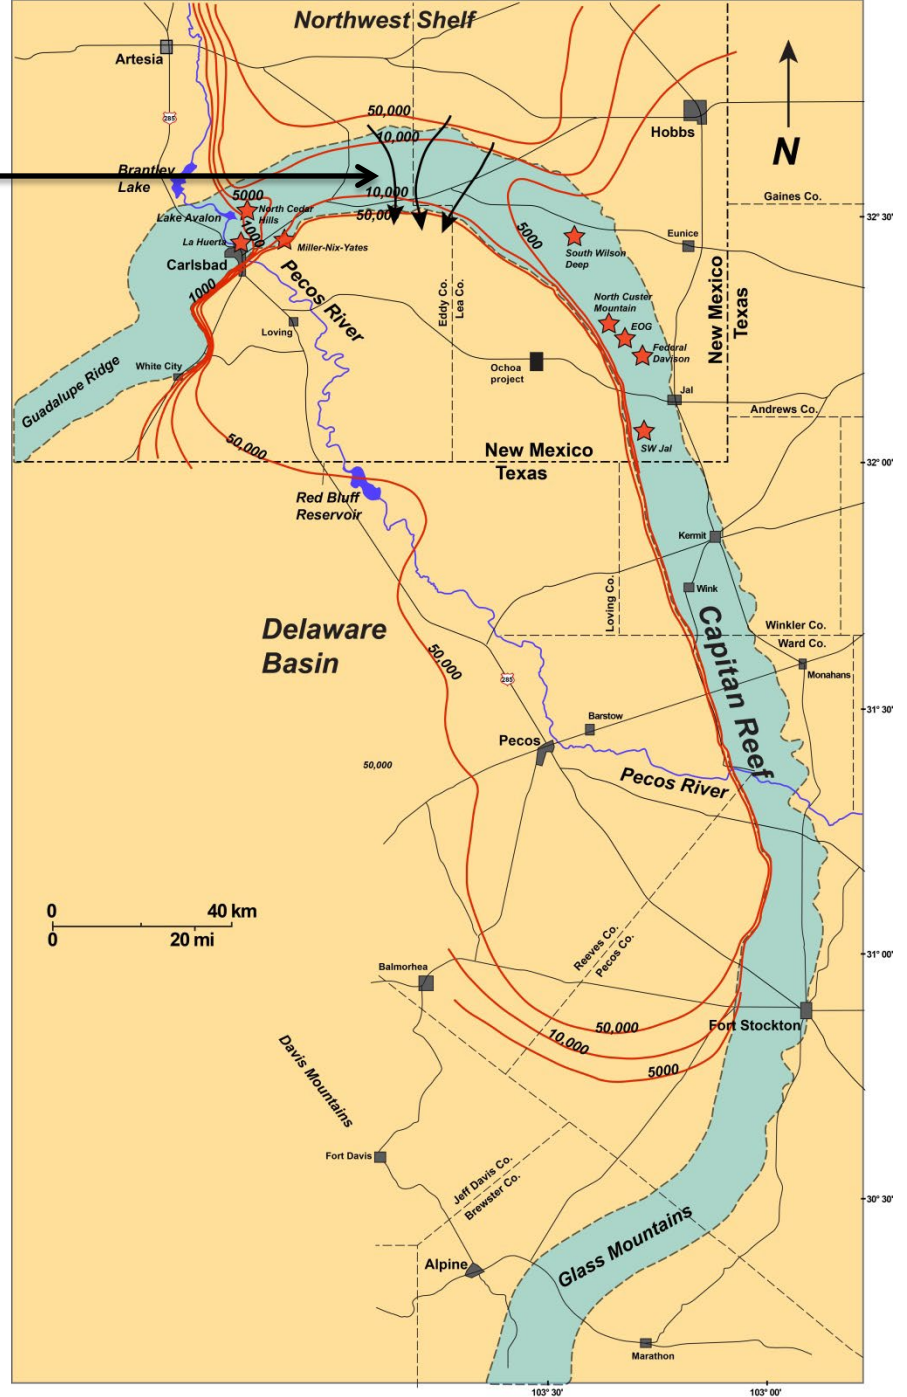 Northwest Shelf
Artesia
285
50,000
10,000
Hobbs
N
Brantley
Lake
5000
10,000
50,000
Gaines Co.
North Cedar
Hills
Lake Avalon
32° 30'
La Huerta
1000
Miller-Nix-Yates
5000
Eunice
South Wilson
Deep
Carlsbad
Pecos River
1000
Eddy Co.
Lea Co.
New Mexico
Texas
North Custer
Mountain
EOG
Federal
Davison
Loving
White City
Ochoa
project
Jal
Guadalupe Ridge
Andrews Co.
50,000
New Mexico
Texas
SW Jal
32° 00'
Red Bluff
Reservoir
Kermit
Wink
Loving Co.
Delaware
Basin
Capitan Reef
Winkler Co.
Ward Co.
50,000
Monahans
285
31° 30'
Barstow
Pecos
50,000
Pecos River
0 40 km
0 20 mi
Reeves Co.
Pecos Co.
31° 00'
Balmorhea
50,000
Fort Stockton
10,000
5000
Davis Mountains
Fort Davis
Jeff Davis Co.
Brewster Co.
30° 30'
Glass Mountains
Alpine
Marathon
103° 30'
103° 00'